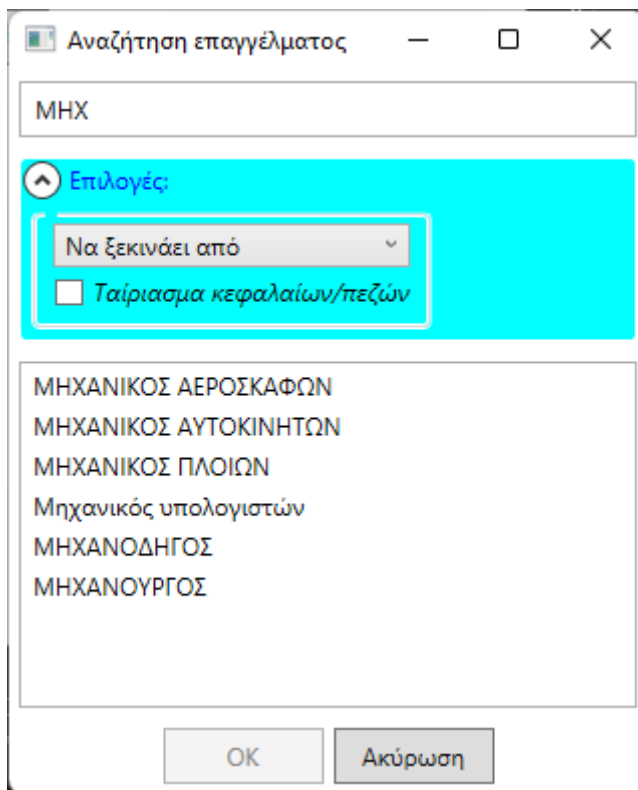 Αναζήτηση επαγγέλματος
ΜΗΧ
Επιλογές:
Να ξεκινάει από
Ταίριασμα κεφαλαίων/πεζών
ΜΗΧΑΝΙΚΟΣ ΑΕΡΟΣΚΑΦΩΝ
ΜΗΧΑΝΙΚΟΣ ΑΥΤΟΚΙΝΗΤΩΝ
ΜΗΧΑΝΙΚΟΣ ΠΛΟΙΩΝ
Μηχανικός υπολογιστών
ΜΗΧΑΝΟΔΗΓΟΣ
ΜΗΧΑΝΟΥΡΓΟΣ
OK Ακύρωση